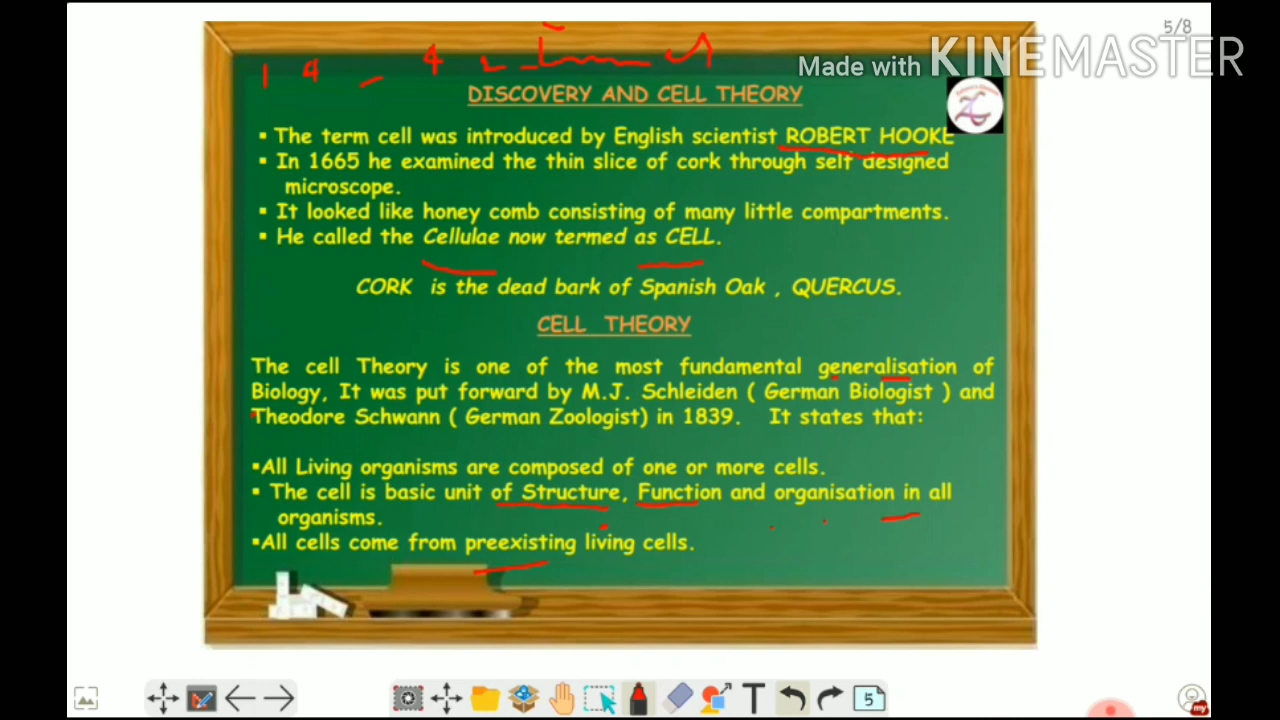 5/8
Made with KINEMASTER
1 4 4
DISCOVERY AND CELL THEORY
▪ The term cell was introduced by English scientist ROBERT HOOKE
▪ In 1665 he examined the thin slice of cork through self designed
microscope.
▪ It looked like honey comb consisting of many little compartments.
▪ He called the Cellulae now termed as CELL.
CORK is the dead bark of Spanish Oak , QUERCUS.
CELL THEORY
The cell Theory is one of the most fundamental generalisation of
Biology, It was put forward by M.J. Schleiden ( German Biologist ) and
Theodore Schwann ( German Zoologist) in 1839. It states that:
▪All Living organisms are composed of one or more cells.
▪ The cell is basic unit of Structure, Function and organisation in all
organisms.
▪All cells come from preexisting living cells.
T
5
my